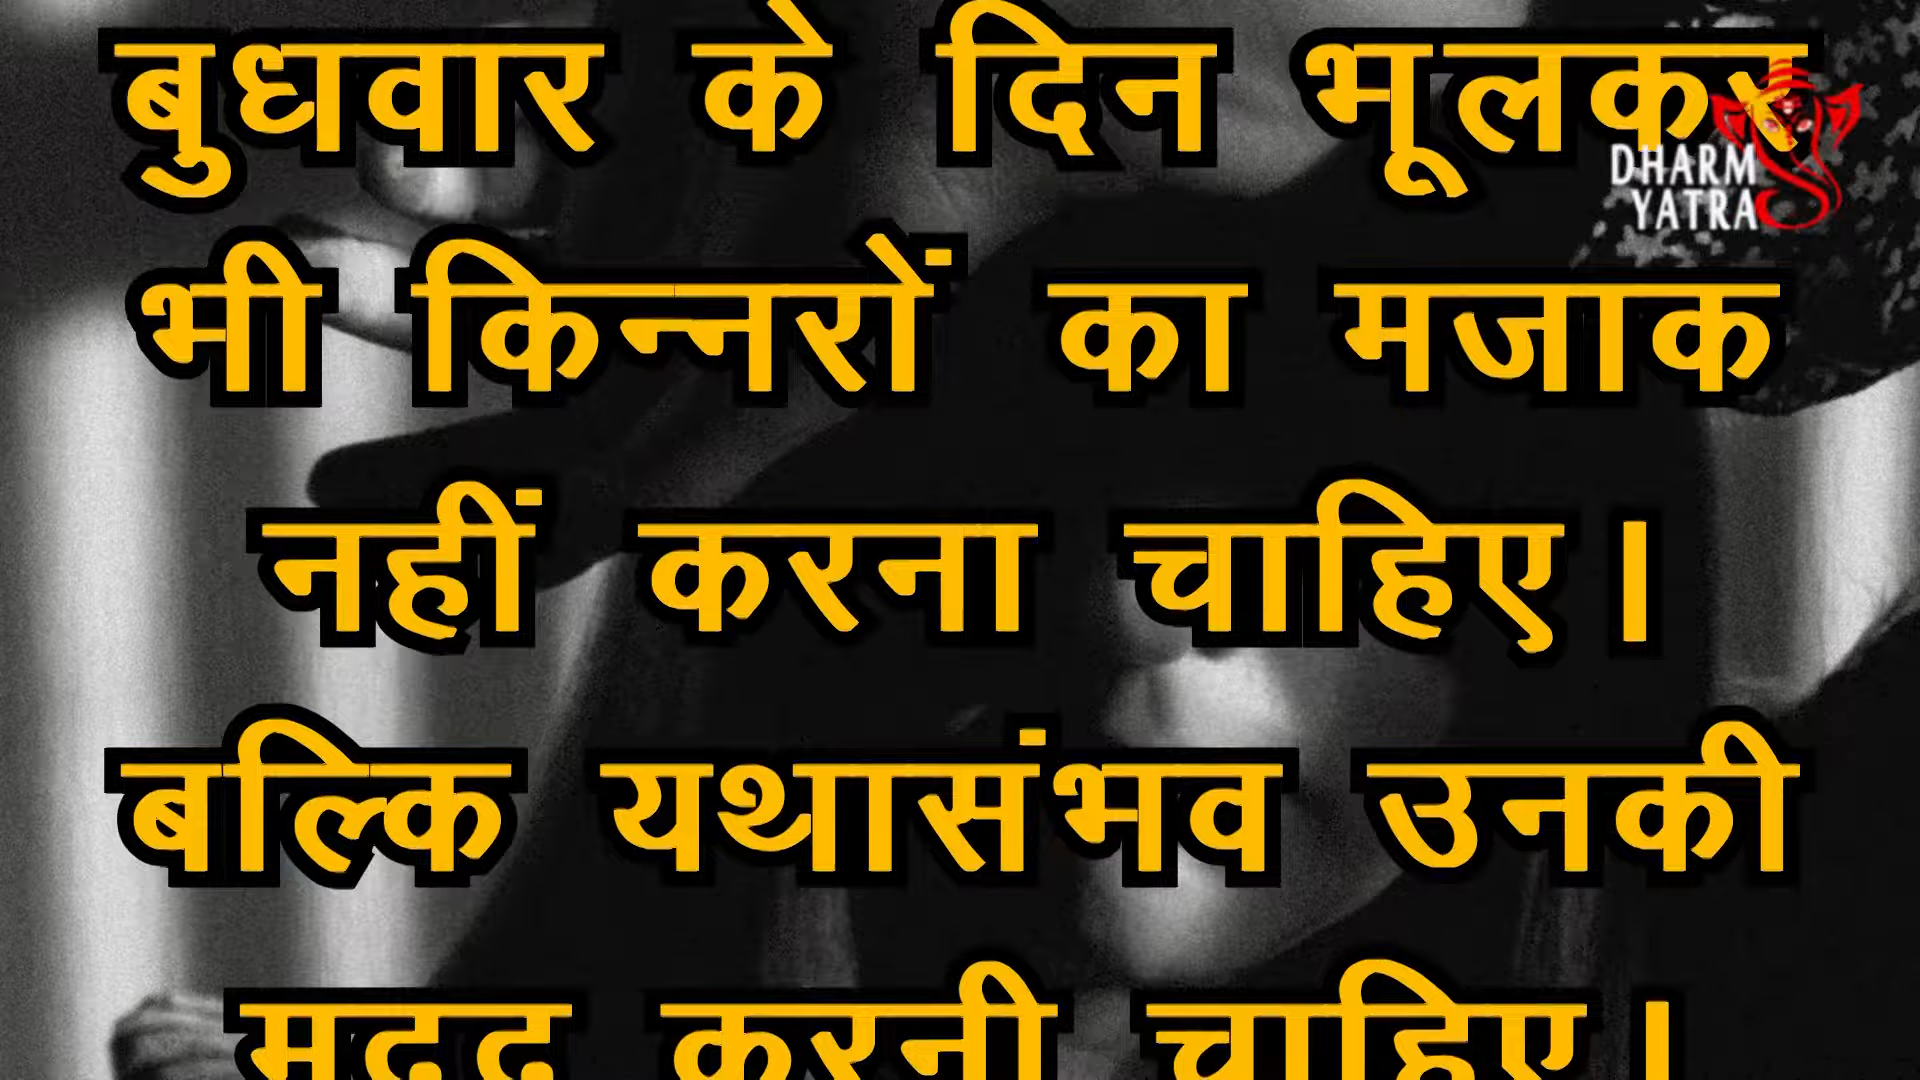 बुधवार के दिन भूलकर
DHARM
YATRA
भी किन्नरों का मजाक
नहीं करना चाहिए।
बल्कि यथासंभव उनकी
मदद करनी चाहिए।